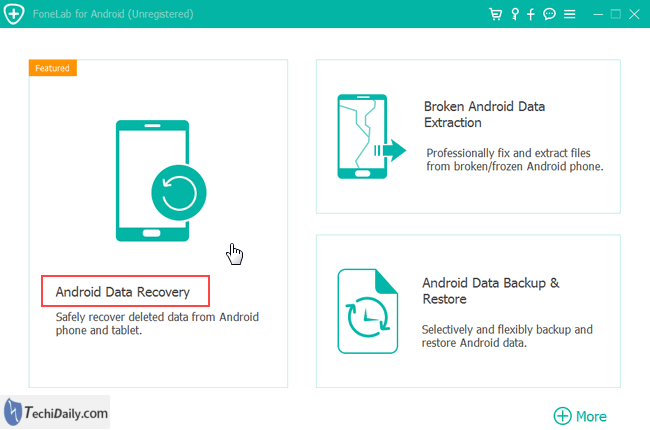 FoneLab for Android (Unregistered)
Featured
Android Data Recovery
Safely recover deleted data from Android
phone and tablet.
Broken Android Data
Extraction
Professionally fix and extract files
from broken/frozen Android phone.
Android Data Backup &
Restore
Selectively and flexibly backup and
restore Android data.
More
TechiDaily.com